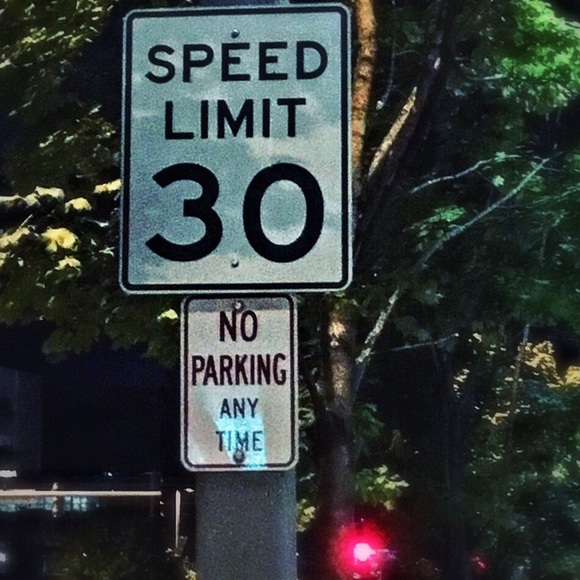 SPEED
LIMIT
30
NO
PARKING
ANY
TIME